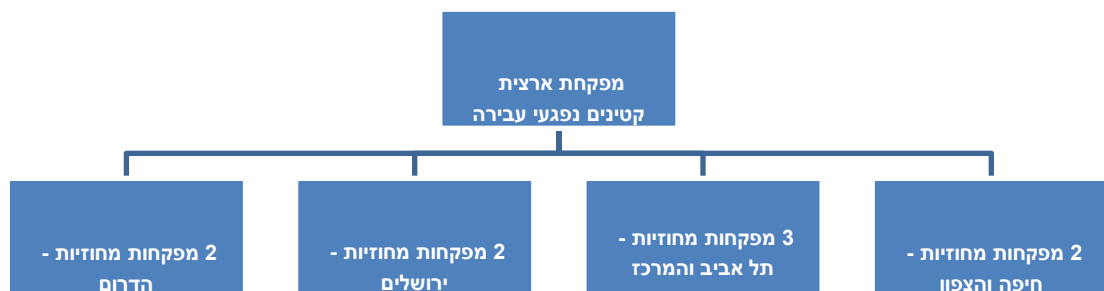 מפקחת ארצית
קטינים נפגעי עבירה
2 מפקחות מחוזיות -
חיפה והצפון
3 מפקחות מחוזיות -
תל אביב והמרכז
2 מפקחות מחוזיות -
ירושלים
2 מפקחות מחוזיות -
הדרום